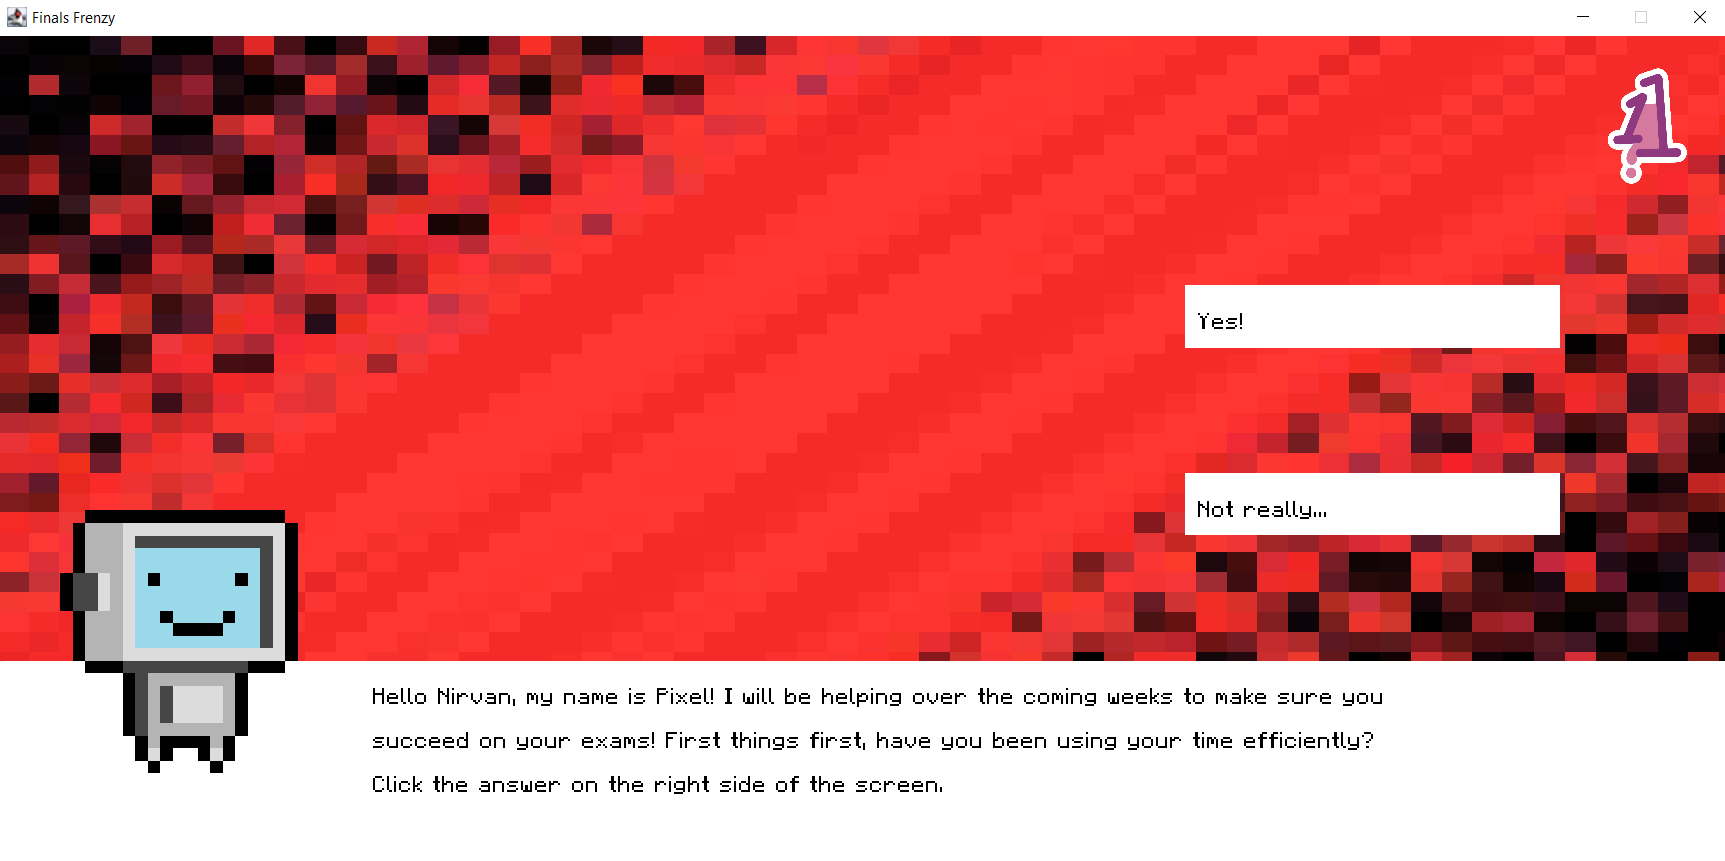 Finals Frenzy
Yes!
Not really...
Hello Nirvan, my name is Pixel! I will be helping over the coming weeks to make sure you
succeed on your exams! First things first, have you been using your time efficiently?
Click the answer on the right side of the screen.